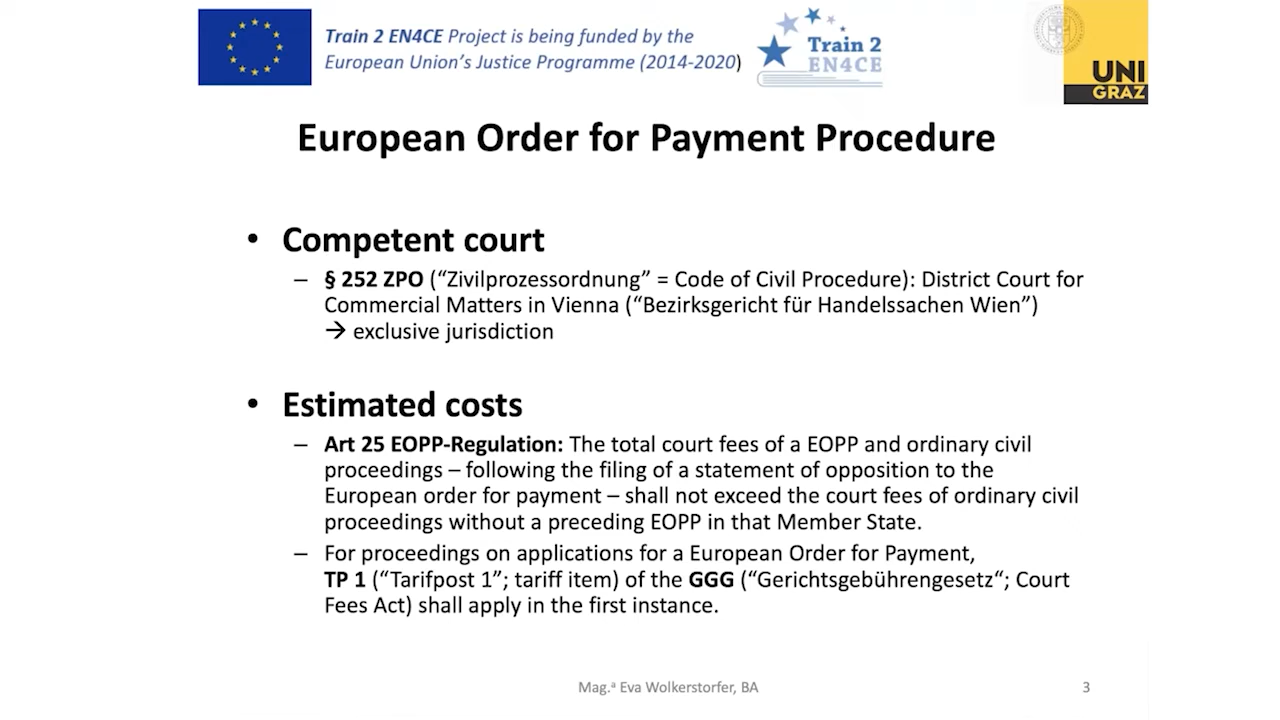 Train 2 EN4CE Project is being funded by the
European Union's Justice Programme (2014-2020)
Train 2
EN4CE
UNI
GRAZ
European Order for Payment Procedure
• Competent court
– § 252 ZPO (“Zivilprozessordnung” = Code of Civil Procedure): District Court for
Commercial Matters in Vienna (“Bezirksgericht für Handelssachen Wien”)
→ exclusive jurisdiction
• Estimated costs
– Art 25 EOPP-Regulation: The total court fees of a EOPP and ordinary civil
proceedings – following the filing of a statement of opposition to the
European order for payment – shall not exceed the court fees of ordinary civil
proceedings without a preceding EOPP in that Member State.
– For proceedings on applications for a European Order for Payment,
TP 1 (“Tarifpost 1”; tariff item) of the GGG (“Gerichtsgebührengesetz“; Court
Fees Act) shall apply in the first instance.
Mag.ª Eva Wolkerstorfer, BA
3